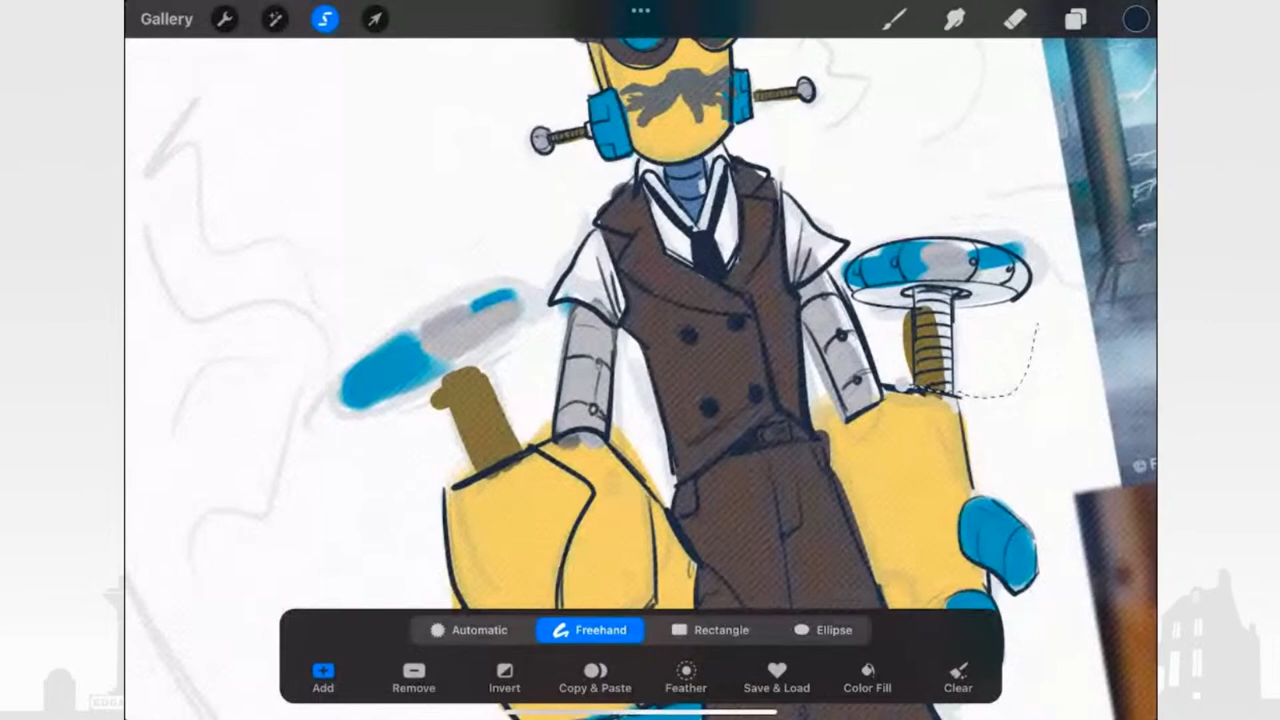 Gallery
Automatic
Freehand
Rectangle
Ellipse
Add
Remove
Invert
Copy & Paste
Feather
Save & Load
Color Fill
Clear